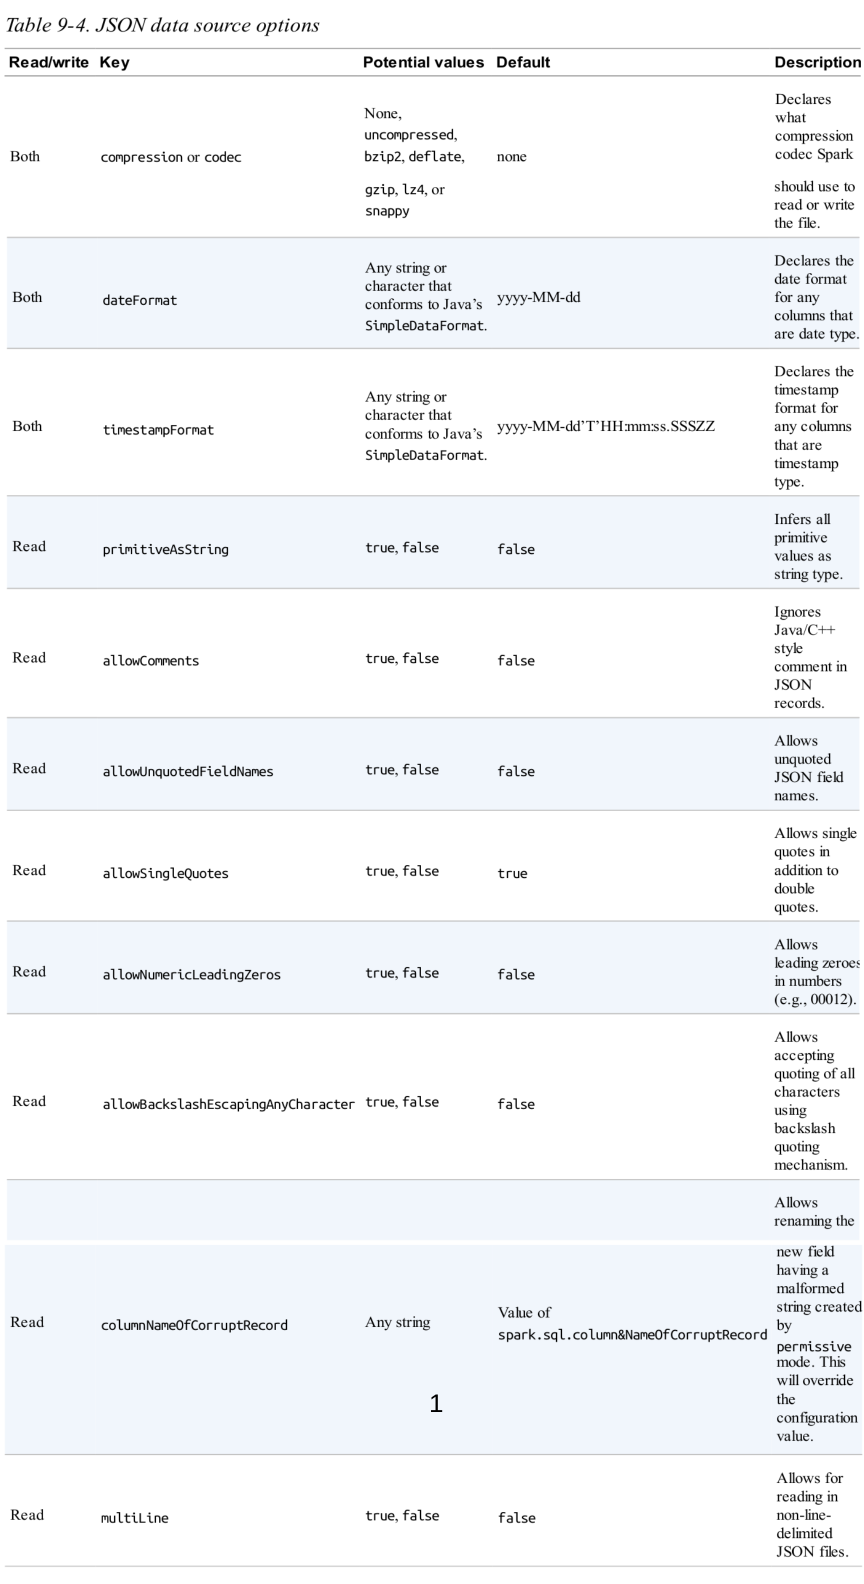 Table 9-4. JSON data source options
Read/write Key Potential values Default Description
Both compression or codec None, uncompressed, bzip2, deflate, gzip, lz4, or snappy none Declares what compression codec Spark should use to read or write the file.
Both dateFormat Any string or character that conforms to Java’s SimpleDataFormat. yyyy-MM-dd Declares the date format for any columns that are date type.
Both timestampFormat Any string or character that conforms to Java’s SimpleDataFormat. yyyy-MM-dd’T’HH:mm:ss.SSSZZ Declares the timestamp format for any columns that are timestamp type.
Read primitiveAsString true, false false Infers all primitive values as string type.
Read allowComments true, false false Ignores Java/C++ style comment in JSON records.
Read allowUnquotedFieldNames true, false false Allows unquoted JSON field names.
Read allowSingleQuotes true, false true Allows single quotes in addition to double quotes.
Read allowNumericLeadingZeros true, false false Allows leading zeroes in numbers (e.g., 00012).
Read allowBackslashEscapingAnyCharacter true, false false Allows accepting quoting of all characters using backslash quoting mechanism.
Read columnNameOfCorruptRecord Any string Value of spark.sql.column&NameOfCorruptRecord Allows renaming the new field having a malformed string created by permissive mode. This will override the configuration value.
1
Read multiLine true, false false Allows for reading in non-line-delimited JSON files.